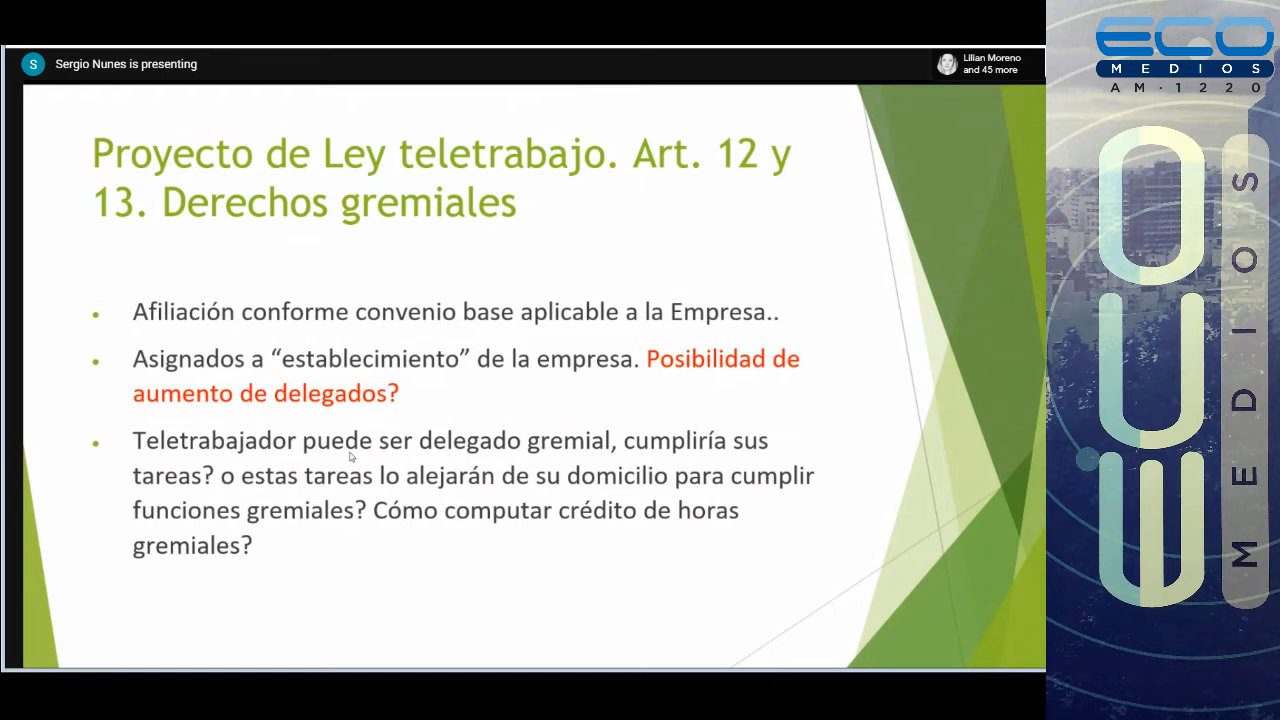 S
Sergio Nunes is presenting
Lilian Moreno
and 45 more
Proyecto de Ley teletrabajo. Art. 12 y
13. Derechos gremiales
• Afiliación conforme convenio base aplicable a la Empresa..
• Asignados a “establecimiento” de la empresa. Posibilidad de
aumento de delegados?
• Teletrabajador puede ser delegado gremial, cumpliría sus
tareas? o estas tareas lo alejarán de su domicilio para cumplir
funciones gremiales? Cómo computar crédito de horas
gremiales?
ECO
MEDIOS
AM·1220
ECO
MEDIOS